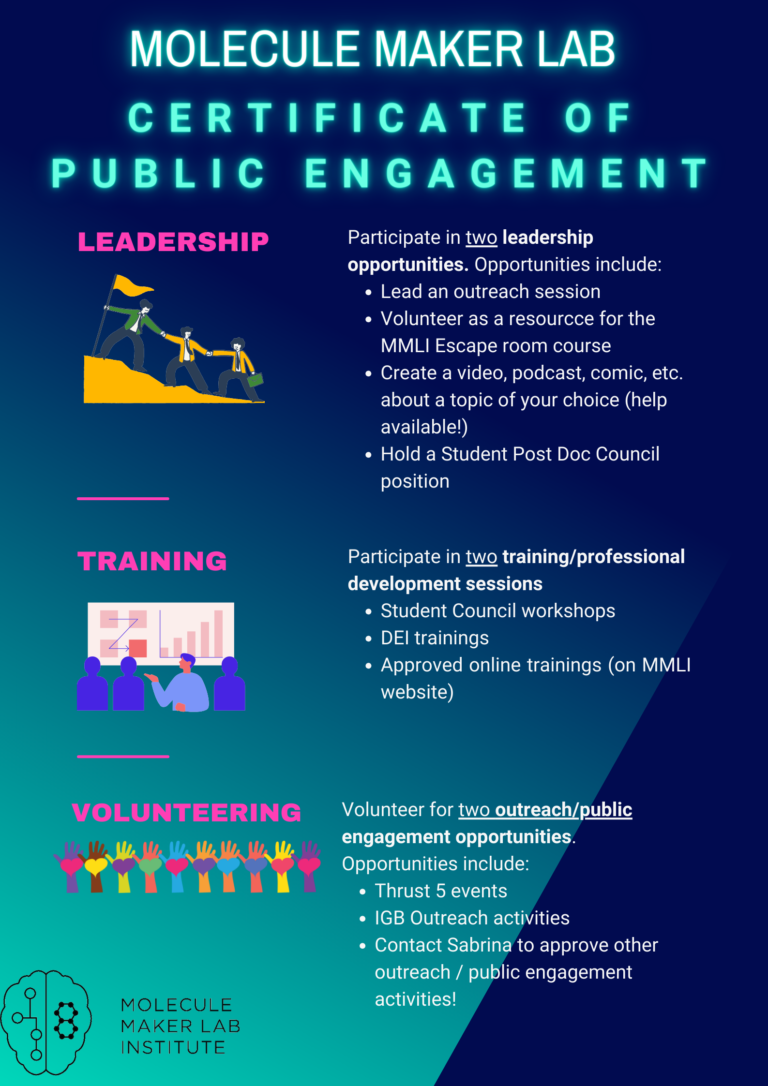 MOLECULE MAKER LAB
CERTIFICATE OF
PUBLIC ENGAGEMENT
LEADERSHIP
Participate in two leadership
opportunities. Opportunities include:
• Lead an outreach session
• Volunteer as a resourcce for the
MMLI Escape room course
• Create a video, podcast, comic, etc.
about a topic of your choice (help
available!)
• Hold a Student Post Doc Council
position
TRAINING
Participate in two training/professional
development sessions
• Student Council workshops
• DEI trainings
• Approved online trainings (on MMLI
website)
VOLUNTEERING
Volunteer for two outreach/public
engagement opportunities.
Opportunities include:
• Thrust 5 events
• IGB Outreach activities
• Contact Sabrina to approve other
outreach / public engagement
activities!
MOLECULE
MAKER LAB
INSTITUTE